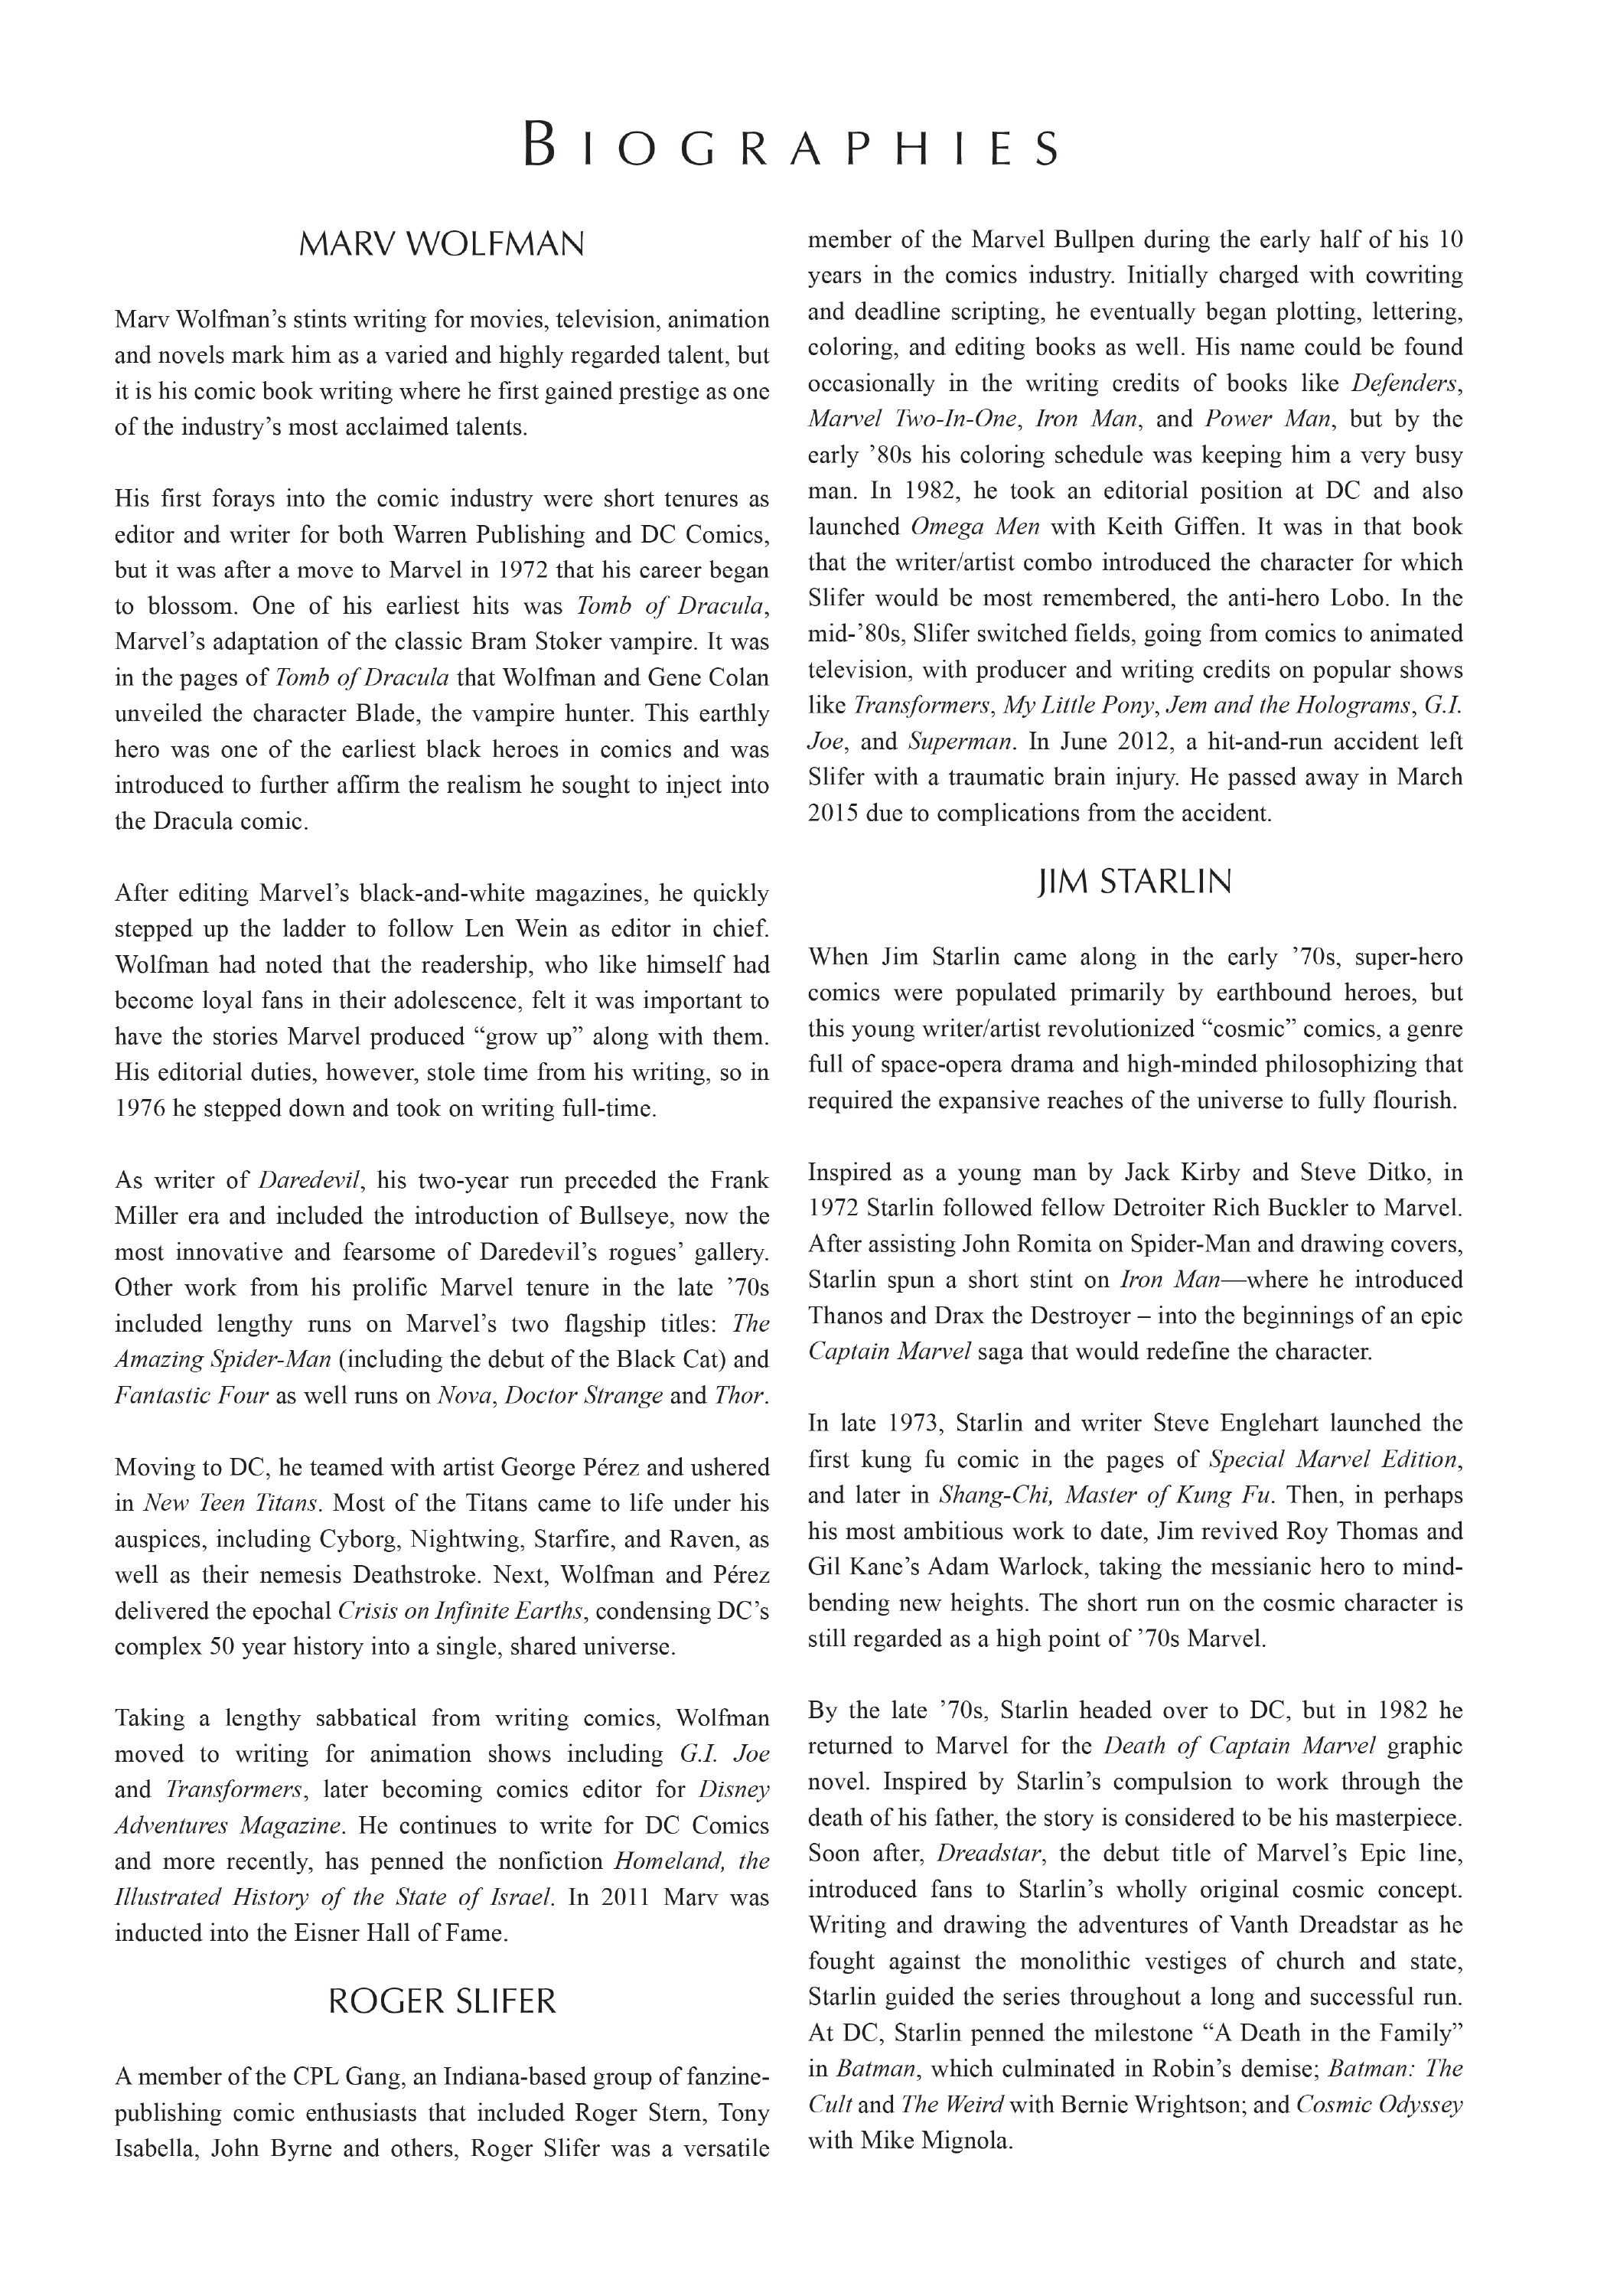 BIOGRAPHIES
MARV WOLFMAN
Marv Wolfman’s stints writing for movies, television, animation
and novels mark him as a varied and highly regarded talent, but
it is his comic book writing where he first gained prestige as one
of the industry’s most acclaimed talents.
His first forays into the comic industry were short tenures as
editor and writer for both Warren Publishing and DC Comics,
but it was after a move to Marvel in 1972 that his career began
to blossom. One of his earliest hits was Tomb of Dracula,
Marvel’s adaptation of the classic Bram Stoker vampire. It was
in the pages of Tomb of Dracula that Wolfman and Gene Colan
unveiled the character Blade, the vampire hunter. This earthly
hero was one of the earliest black heroes in comics and was
introduced to further affirm the realism he sought to inject into
the Dracula comic.
After editing Marvel’s black-and-white magazines, he quickly
stepped up the ladder to follow Len Wein as editor in chief.
Wolfman had noted that the readership, who like himself had
become loyal fans in their adolescence, felt it was important to
have the stories Marvel produced “grow up” along with them.
His editorial duties, however, stole time from his writing, so in
1976 he stepped down and took on writing full-time.
As writer of Daredevil, his two-year run preceded the Frank
Miller era and included the introduction of Bullseye, now the
most innovative and fearsome of Daredevil’s rogues’ gallery.
Other work from his prolific Marvel tenure in the late ’70s
included lengthy runs on Marvel’s two flagship titles: The
Amazing Spider-Man (including the debut of the Black Cat) and
Fantastic Four as well runs on Nova, Doctor Strange and Thor.
Moving to DC, he teamed with artist George Pérez and ushered
in New Teen Titans. Most of the Titans came to life under his
auspices, including Cyborg, Nightwing, Starfire, and Raven, as
well as their nemesis Deathstroke. Next, Wolfman and Pérez
delivered the epochal Crisis on Infinite Earths, condensing DC’s
complex 50 year history into a single, shared universe.
Taking a lengthy sabbatical from writing comics, Wolfman
moved to writing for animation shows including G.I. Joe
and Transformers, later becoming comics editor for Disney
Adventures Magazine. He continues to write for DC Comics
and more recently, has penned the nonfiction Homeland, the
Illustrated History of the State of Israel. In 2011 Marv was
inducted into the Eisner Hall of Fame.
ROGER SLIFER
A member of the CPL Gang, an Indiana-based group of fanzine-
publishing comic enthusiasts that included Roger Stern, Tony
Isabella, John Byrne and others, Roger Slifer was a versatile
member of the Marvel Bullpen during the early half of his 10
years in the comics industry. Initially charged with cowriting
and deadline scripting, he eventually began plotting, lettering,
coloring, and editing books as well. His name could be found
occasionally in the writing credits of books like Defenders,
Marvel Two-In-One, Iron Man, and Power Man, but by the
early ’80s his coloring schedule was keeping him a very busy
man. In 1982, he took an editorial position at DC and also
launched Omega Men with Keith Giffen. It was in that book
that the writer/artist combo introduced the character for which
Slifer would be most remembered, the anti-hero Lobo. In the
mid-’80s, Slifer switched fields, going from comics to animated
television, with producer and writing credits on popular shows
like Transformers, My Little Pony, Jem and the Holograms, G.I.
Joe, and Superman. In June 2012, a hit-and-run accident left
Slifer with a traumatic brain injury. He passed away in March
2015 due to complications from the accident.
JIM STARLIN
When Jim Starlin came along in the early ’70s, super-hero
comics were populated primarily by earthbound heroes, but
this young writer/artist revolutionized “cosmic” comics, a genre
full of space-opera drama and high-minded philosophizing that
required the expansive reaches of the universe to fully flourish.
Inspired as a young man by Jack Kirby and Steve Ditko, in
1972 Starlin followed fellow Detroiter Rich Buckler to Marvel.
After assisting John Romita on Spider-Man and drawing covers,
Starlin spun a short stint on Iron Man—where he introduced
Thanos and Drax the Destroyer – into the beginnings of an epic
Captain Marvel saga that would redefine the character.
In late 1973, Starlin and writer Steve Englehart launched the
first kung fu comic in the pages of Special Marvel Edition,
and later in Shang-Chi, Master of Kung Fu. Then, in perhaps
his most ambitious work to date, Jim revived Roy Thomas and
Gil Kane’s Adam Warlock, taking the messianic hero to mind-
bending new heights. The short run on the cosmic character is
still regarded as a high point of ’70s Marvel.
By the late ’70s, Starlin headed over to DC, but in 1982 he
returned to Marvel for the Death of Captain Marvel graphic
novel. Inspired by Starlin’s compulsion to work through the
death of his father, the story is considered to be his masterpiece.
Soon after, Dreadstar, the debut title of Marvel’s Epic line,
introduced fans to Starlin’s wholly original cosmic concept.
Writing and drawing the adventures of Vanth Dreadstar as he
fought against the monolithic vestiges of church and state,
Starlin guided the series throughout a long and successful run.
At DC, Starlin penned the milestone “A Death in the Family”
in Batman, which culminated in Robin’s demise; Batman: The
Cult and The Weird with Bernie Wrightson; and Cosmic Odyssey
with Mike Mignola.